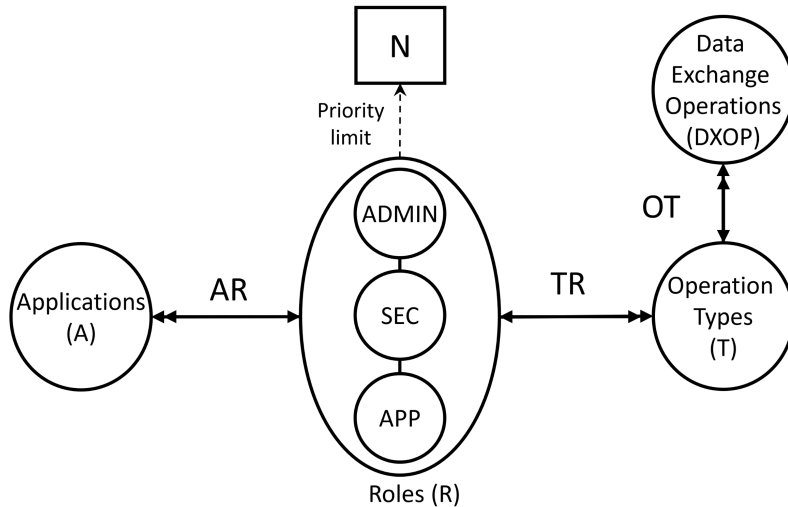 N
Priority
limit
Data
Exchange
Operations
(DXOP)
ADMIN
OT
AR
TR
Applications
(A)
SEC
Operation
Types
(T)
APP
Roles (R)